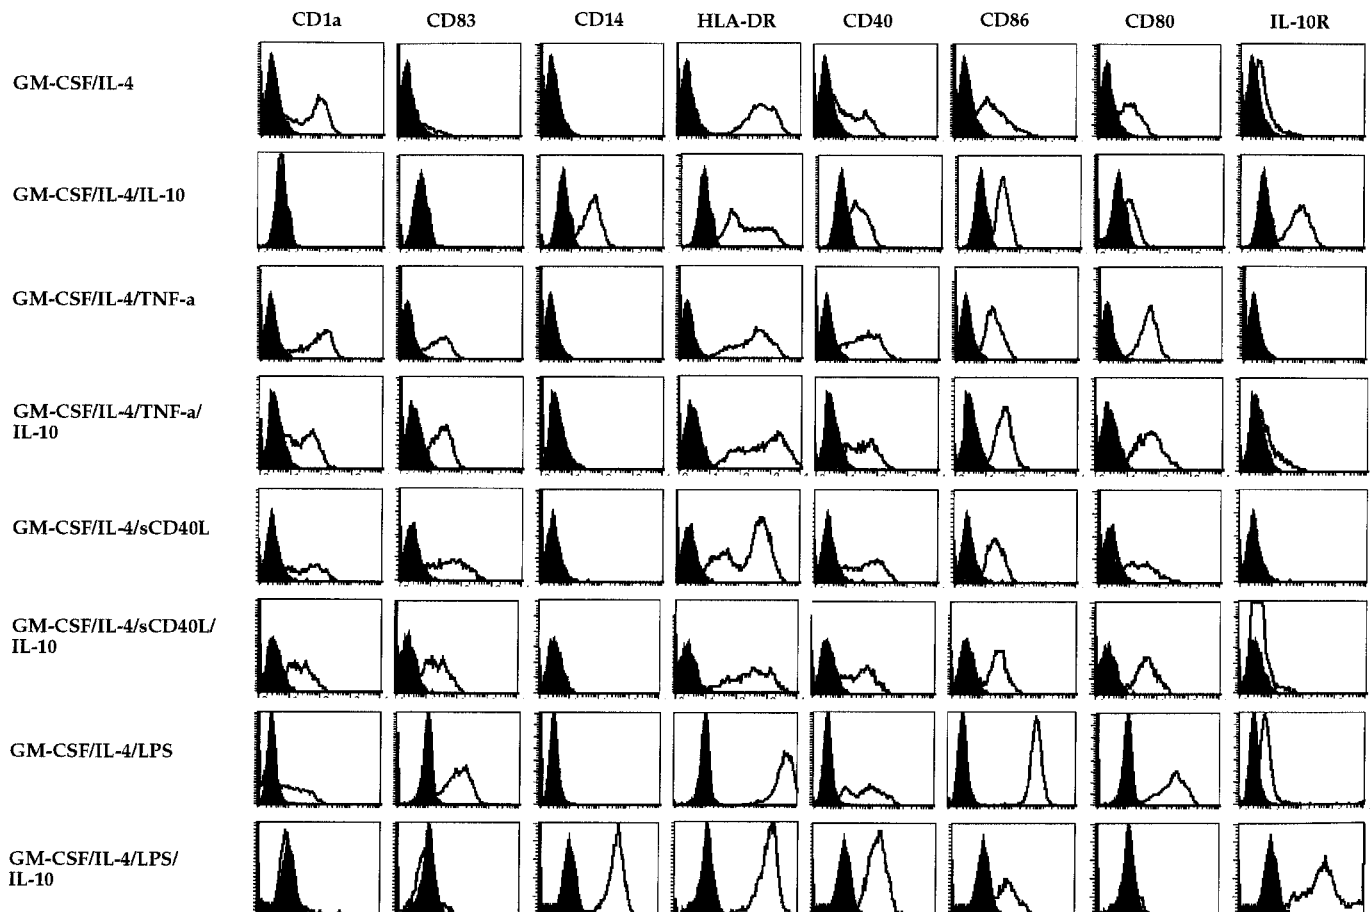 CD1a CD83 CD14 HLA-DR CD40 CD86 CD80 IL-10R
GM-CSF/IL-4
GM-CSF/IL-4/IL-10
GM-CSF/IL-4/TNF-a
GM-CSF/IL-4/TNF-a/
IL-10
GM-CSF/IL-4/sCD40L
GM-CSF/IL-4/sCD40L/
IL-10
GM-CSF/IL-4/LPS
GM-CSF/IL-4/LPS/
IL-10